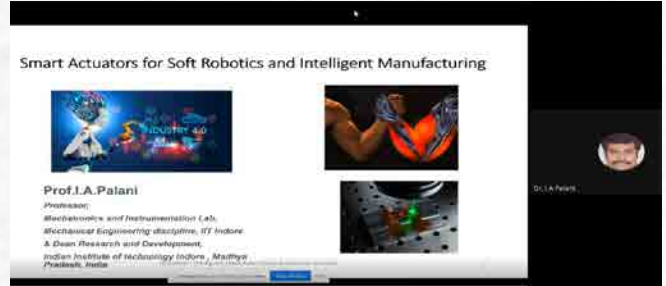 Smart Actuators for Soft Robotics and Intelligent Manufacturing
INDUSTRY 4.0
Prof.I.A.Palani
Professor,
Mechatronics and Instrumentation Lab,
Mechanical Engineering discipline, IIT Indore
& Dean Research and Development,
Indian Institute of technology Indore , Madhya
Pradesh, India
Dr. I A Palani